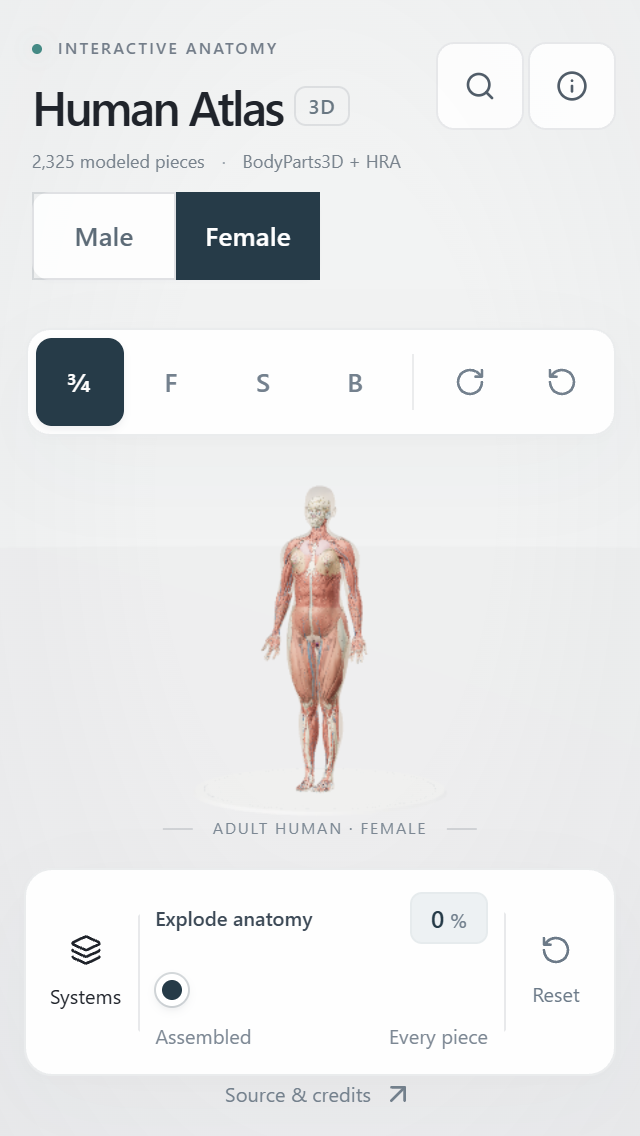 INTERACTIVE ANATOMY
Human Atlas 3D
2,325 modeled pieces · BodyParts3D + HRA
Male Female
¾ F S B
ADULT HUMAN · FEMALE
Explode anatomy 0 %
Systems
Reset
Assembled Every piece
Source & credits